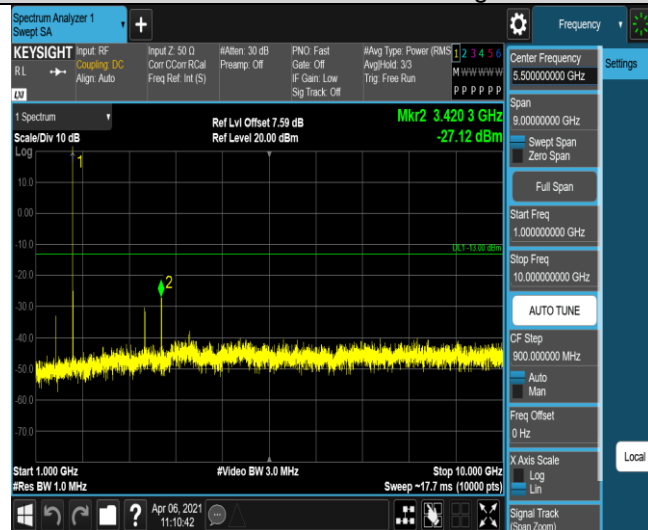 Spectrum Analyzer 1
Swept SA
+
Frequency
KEYSIGHT
RL
LXI
Input: RF
Coupling: DC
Align: Auto
Input Z: 50 Ω
Corr CCorr RCal
Freq Ref: Int (S)
#Atten: 30 dB
Preamp: Off
PNO: Fast
Gate: Off
IF Gain: Low
Sig Track: Off
#Avg Type: Power (RMS
Avg|Hold: 3/3
Trig: Free Run
1 2 3 4 5 6
M W W W W W
P P P P P P
1 Spectrum
Scale/Div 10 dB
Log
Ref Lvl Offset 7.59 dB
Ref Level 20.00 dBm
Mkr2 3.420 3 GHz
-27.12 dBm
1
10.0
0.00
-10.0
DL1 -13.00 dBm
-20.0
2
-30.0
-40.0
-50.0
-60.0
-70.0
Start 1.000 GHz
#Res BW 1.0 MHz
#Video BW 3.0 MHz
Stop 10.000 GHz
Sweep ~17.7 ms (10000 pts)
Apr 06, 2021
11:10:42
?
Center Frequency
5.500000000 GHz
Settings
Span
9.00000000 GHz
Swept Span
Zero Span
Full Span
Start Freq
1.000000000 GHz
Stop Freq
10.000000000 GHz
AUTO TUNE
CF Step
900.000000 MHz
Auto
Man
Freq Offset
0 Hz
X Axis Scale
Log
Lin
Local
Signal Track
(Span Zoom)